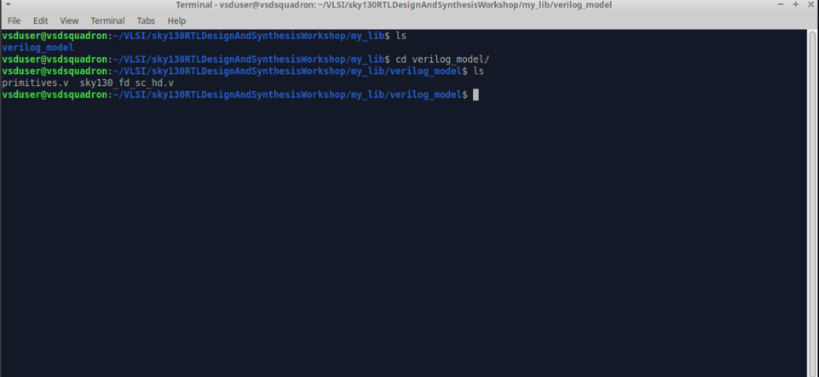 Terminal - vsduser@vsdsquadron: ~/VLSI/sky130RTLDesignAndSynthesisWorkshop/my_lib/verilog_model
File Edit View Terminal Tabs Help
vsduser@vsdsquadron:~/VLSI/sky130RTLDesignAndSynthesisWorkshop/my_lib$ ls
verilog_model
vsduser@vsdsquadron:~/VLSI/sky130RTLDesignAndSynthesisWorkshop/my_lib$ cd verilog_model/
vsduser@vsdsquadron:~/VLSI/sky130RTLDesignAndSynthesisWorkshop/my_lib/verilog_model$ ls
primitives.v  sky130_fd_sc_hd.v
vsduser@vsdsquadron:~/VLSI/sky130RTLDesignAndSynthesisWorkshop/my_lib/verilog_model$